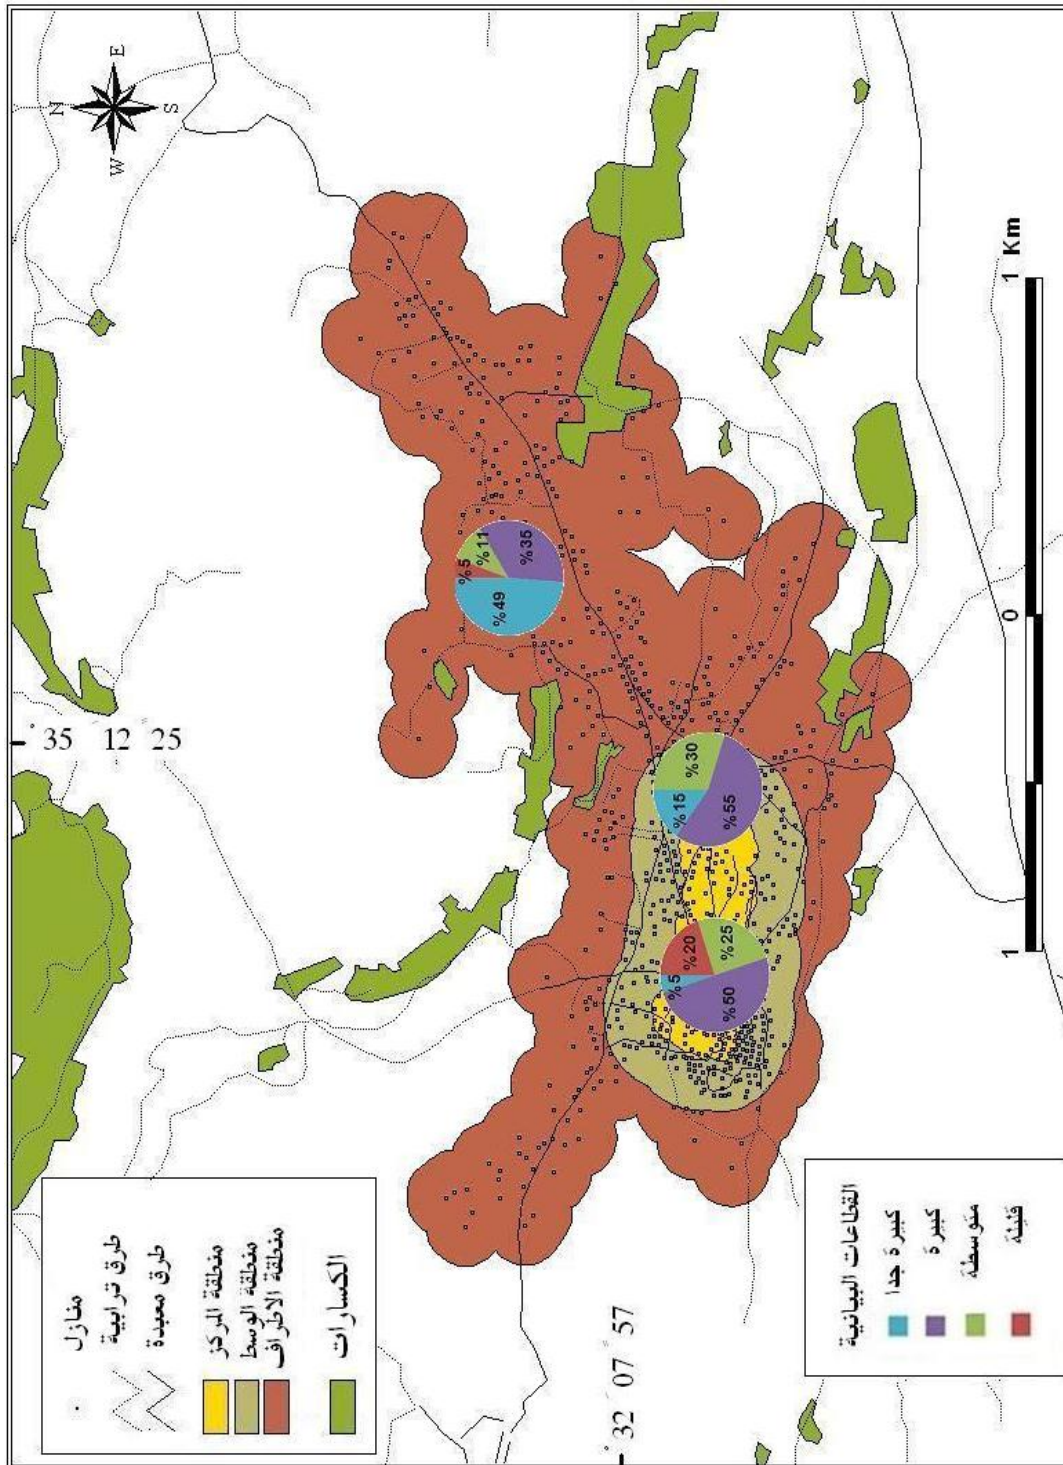 N
E
S
W
° 35 12 ״ 25 ״
%5
%11
%35
%49
%30
%15
%55
%20
%25
%5
%50
1 0 1 Km
° 32 07 57
منازل
طرق ترابية
طرق معبدة
منطقة المركز
منطقة الوسط
منطقة الاطراف
الكسارات
القطاعات البيانية
كبيرة جدا
كبيرة
متوسطة
قليلة